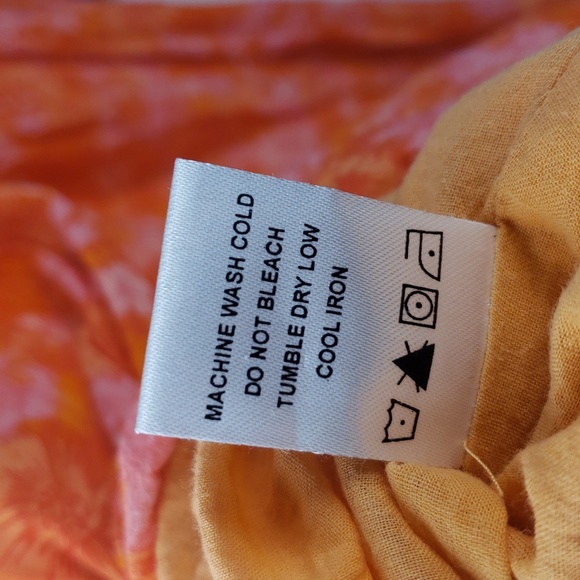 MACHINE WASH COLD
DO NOT BLEACH
TUMBLE DRY LOW
COOL IRON